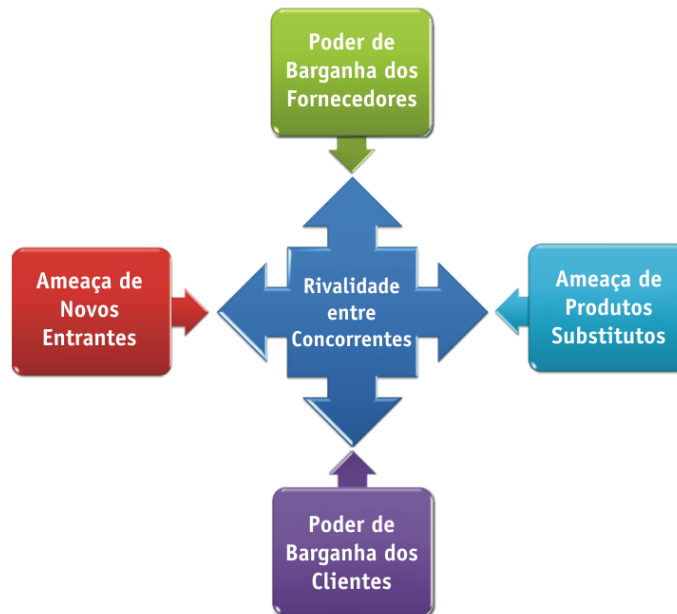 Poder de
Barganha dos
Fornecedores
Ameaça de
Novos
Entrantes
Rivalidade
entre
Concorrentes
Ameaça de
Produtos
Substitutos
Poder de
Barganha dos
Clientes